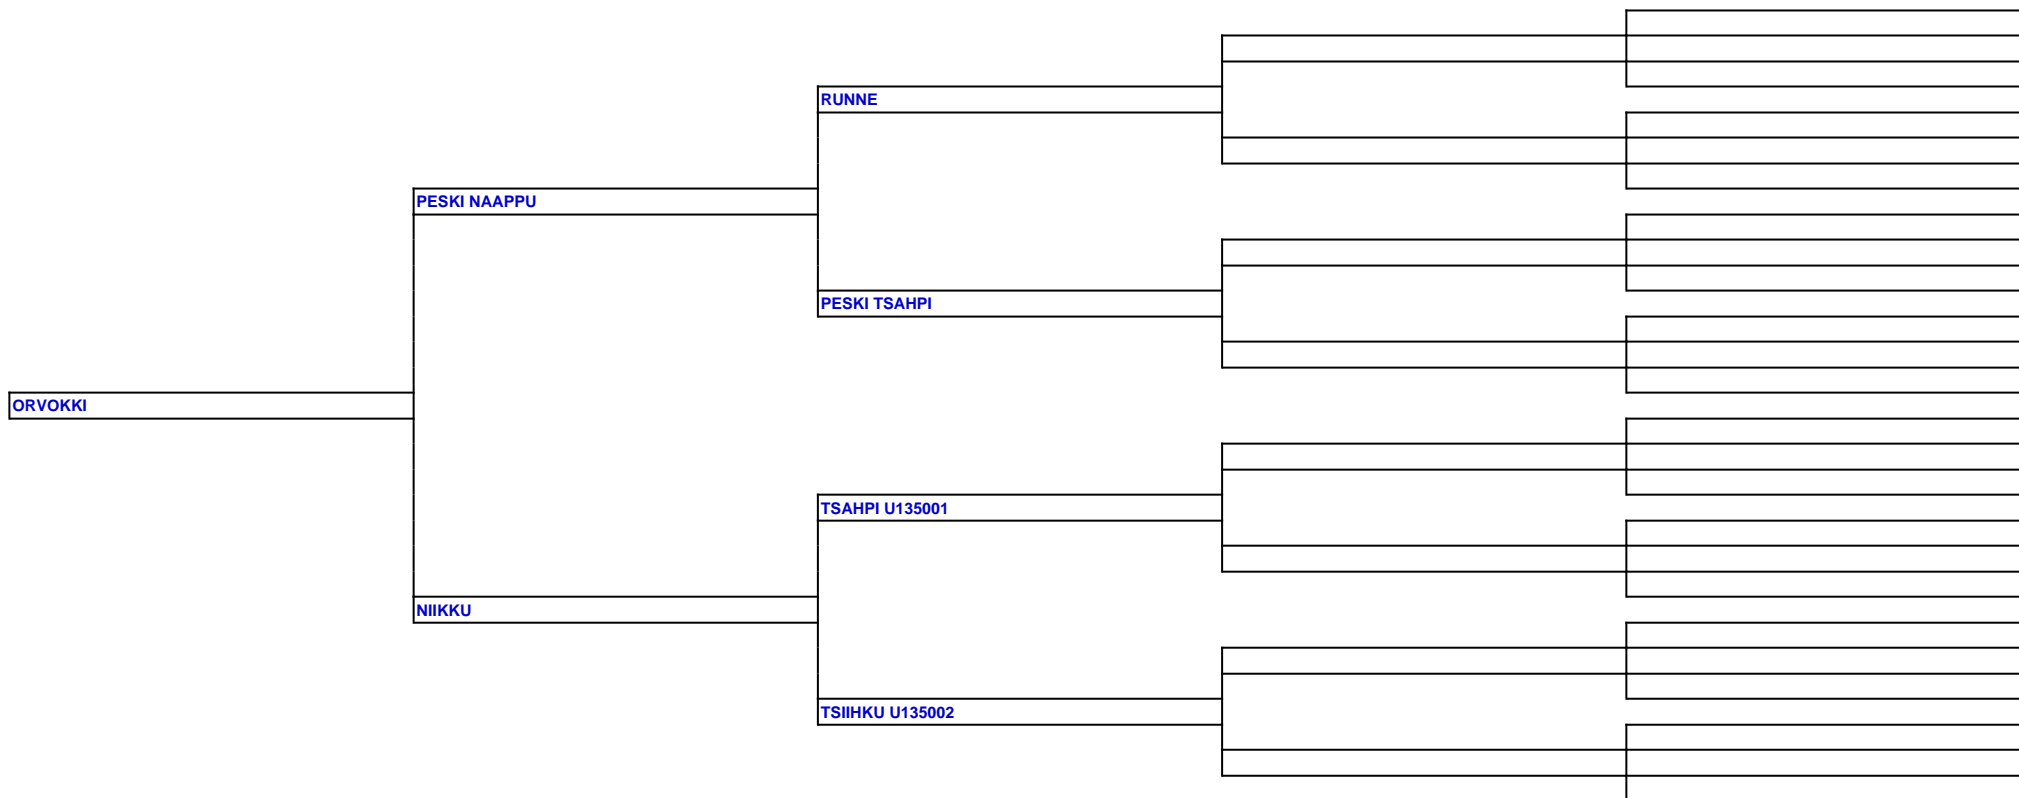 RUNNE
PESKI NAAPPU
PESKI TSAHPI
ORVOKKI
TSAHPI U135001
NIIKKU
TSIIHKU U135002